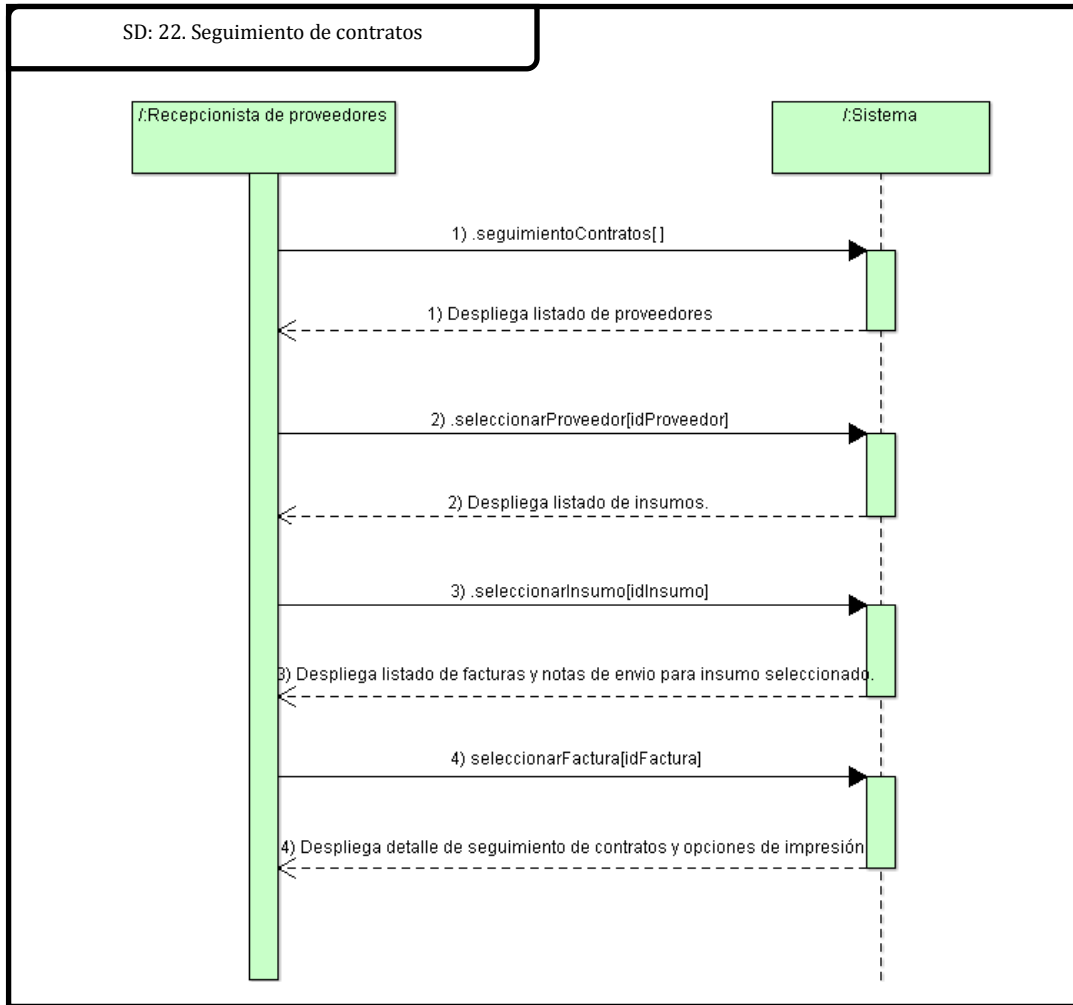 SD: 22. Seguimiento de contratos
/:Recepcionista de proveedores
/:Sistema
1) .seguimientoContratos[ ]
1) Despliega listado de proveedores
2) .seleccionarProveedor[idProveedor]
2) Despliega listado de insumos.
3) .seleccionarInsumo[idInsumo]
3) Despliega listado de facturas y notas de envio para insumo seleccionado.
4) seleccionarFactura[idFactura]
4) Despliega detalle de seguimiento de contratos y opciones de impresión